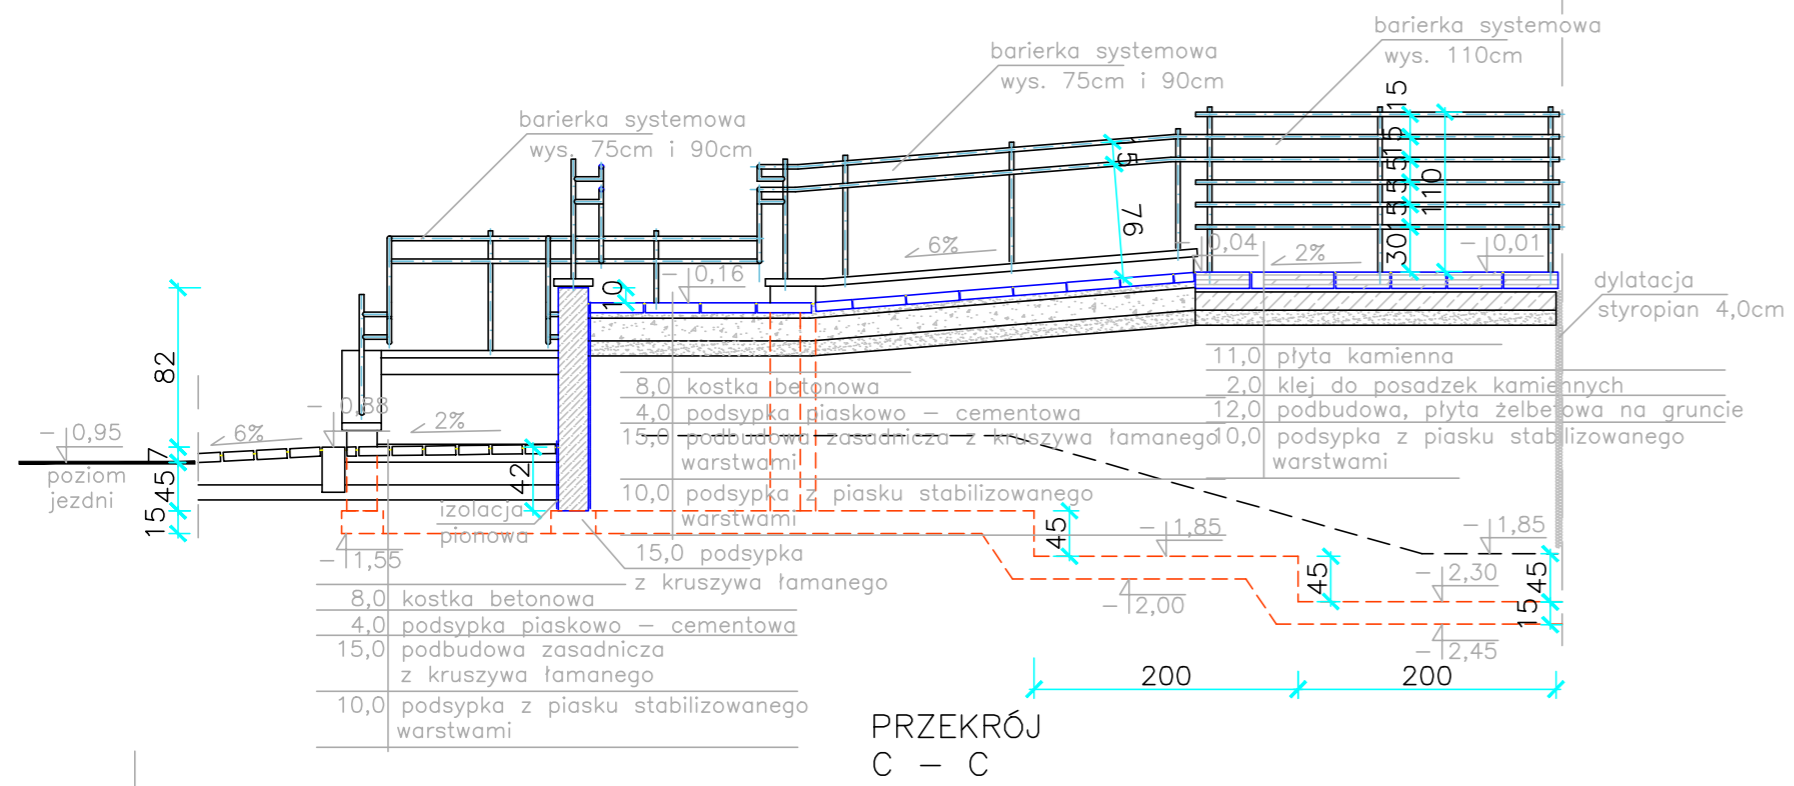 barierka systemowa
wys. 110cm
barierka systemowa
wys. 75cm i 90cm
barierka systemowa
wys. 75cm i 90cm
15
15
15
15
15
30
110
15
76
6%
- 0,04
2%
- 0,01
- 0,16
10
dylatacja
styropian 4,0cm
82
- 0,88
- 0,95
6%
2%
poziom
jezdni
7
45
15
42
izolacja
pionowa
- 1,55
8,0 kostka betonowa
4,0 podsypka piaskowo - cementowa
15,0 podbudowa zasadnicza z kruszywa łamanego
10,0 podsypka z piasku stabilizowanego
warstwami
11,0 płyta kamienna
2,0 klej do posadzek kamiennych
12,0 podbudowa, płyta żelbetowa na gruncie
10,0 podsypka z piasku stabilizowanego
warstwami
15,0 podsypka
z kruszywa łamanego
8,0 kostka betonowa
4,0 podsypka piaskowo - cementowa
15,0 podbudowa zasadnicza
z kruszywa łamanego
10,0 podsypka z piasku stabilizowanego
warstwami
45
- 1,85
- 1,85
45
- 2,30
45
15
- 2,00
- 2,45
200
200
PRZEKRÓJ
C - C